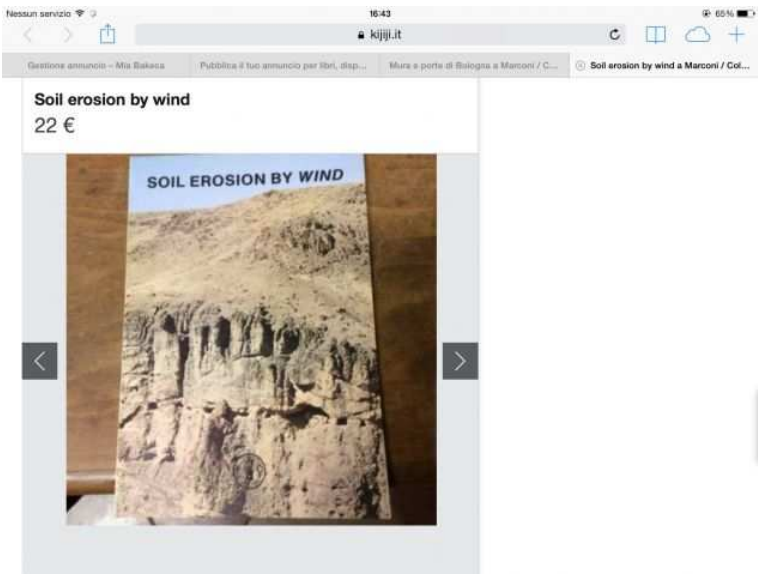 Nessun servizio
16:43
65%
kijiji.it
Gestione annuncio – Mia Bakeca
Pubblica il tuo annuncio per libri, disp...
Mura e porte di Bologna a Marconi / C...
Soil erosion by wind a Marconi / Col...
Soil erosion by wind
22 €
SOIL EROSION BY WIND